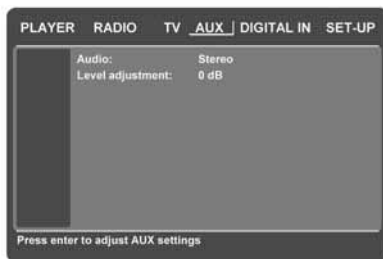 PLAYER RADIO TV AUX DIGITAL IN SET-UP
Audio: Stereo
Level adjustment: 0 dB
Press enter to adjust AUX settings